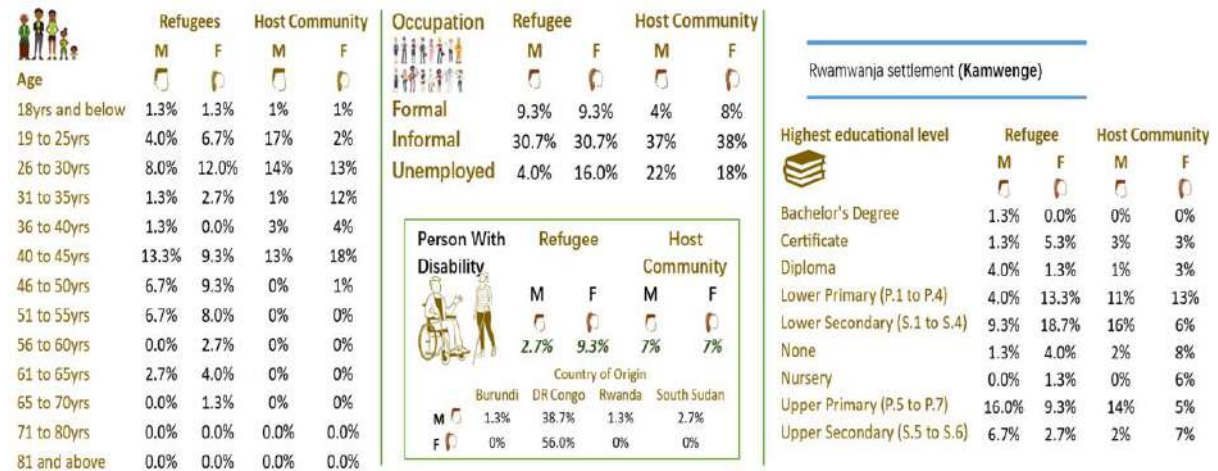 Refugees Host Community
M F M F
Age
18yrs and below 1.3% 1.3% 1% 1%
19 to 25yrs 4.0% 6.7% 17% 2%
26 to 30yrs 8.0% 12.0% 14% 13%
31 to 35yrs 1.3% 2.7% 1% 12%
36 to 40yrs 1.3% 0.0% 3% 4%
40 to 45yrs 13.3% 9.3% 13% 18%
46 to 50yrs 6.7% 9.3% 0% 1%
51 to 55yrs 6.7% 8.0% 0% 0%
56 to 60yrs 0.0% 2.7% 0% 0%
61 to 65yrs 2.7% 4.0% 0% 0%
65 to 70yrs 0.0% 1.3% 0% 0%
71 to 80yrs 0.0% 0.0% 0.0% 0.0%
81 and above 0.0% 0.0% 0.0% 0.0%
Occupation Refugee Host Community
M F M F
Formal 9.3% 9.3% 4% 8%
Informal 30.7% 30.7% 37% 38%
Unemployed 4.0% 16.0% 22% 18%
Person With Refugee Host
Disability Community
M F M F
2.7% 9.3% 7% 7%
Country of Origin
Burundi DR Congo Rwanda South Sudan
M 1.3% 38.7% 1.3% 2.7%
F 0% 56.0% 0% 0%
Rwamwanja settlement (Kamwenge)
Highest educational level Refugee Host Community
M F M F
Bachelor's Degree 1.3% 0.0% 0% 0%
Certificate 1.3% 5.3% 3% 3%
Diploma 4.0% 1.3% 1% 3%
Lower Primary (P.1 to P.4) 4.0% 13.3% 11% 13%
Lower Secondary (S.1 to S.4) 9.3% 18.7% 16% 6%
None 1.3% 4.0% 2% 8%
Nursery 0.0% 1.3% 0% 6%
Upper Primary (P.5 to P.7) 16.0% 9.3% 14% 5%
Upper Secondary (S.5 to S.6) 6.7% 2.7% 2% 7%